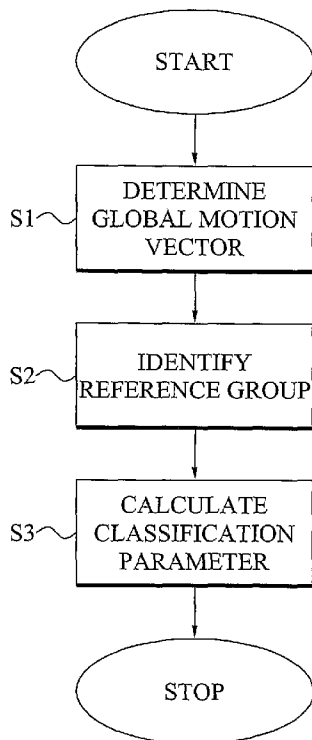 START
S1
DETERMINE
GLOBAL MOTION
VECTOR
S2
IDENTIFY
REFERENCE GROUP
S3
CALCULATE
CLASSIFICATION
PARAMETER
STOP